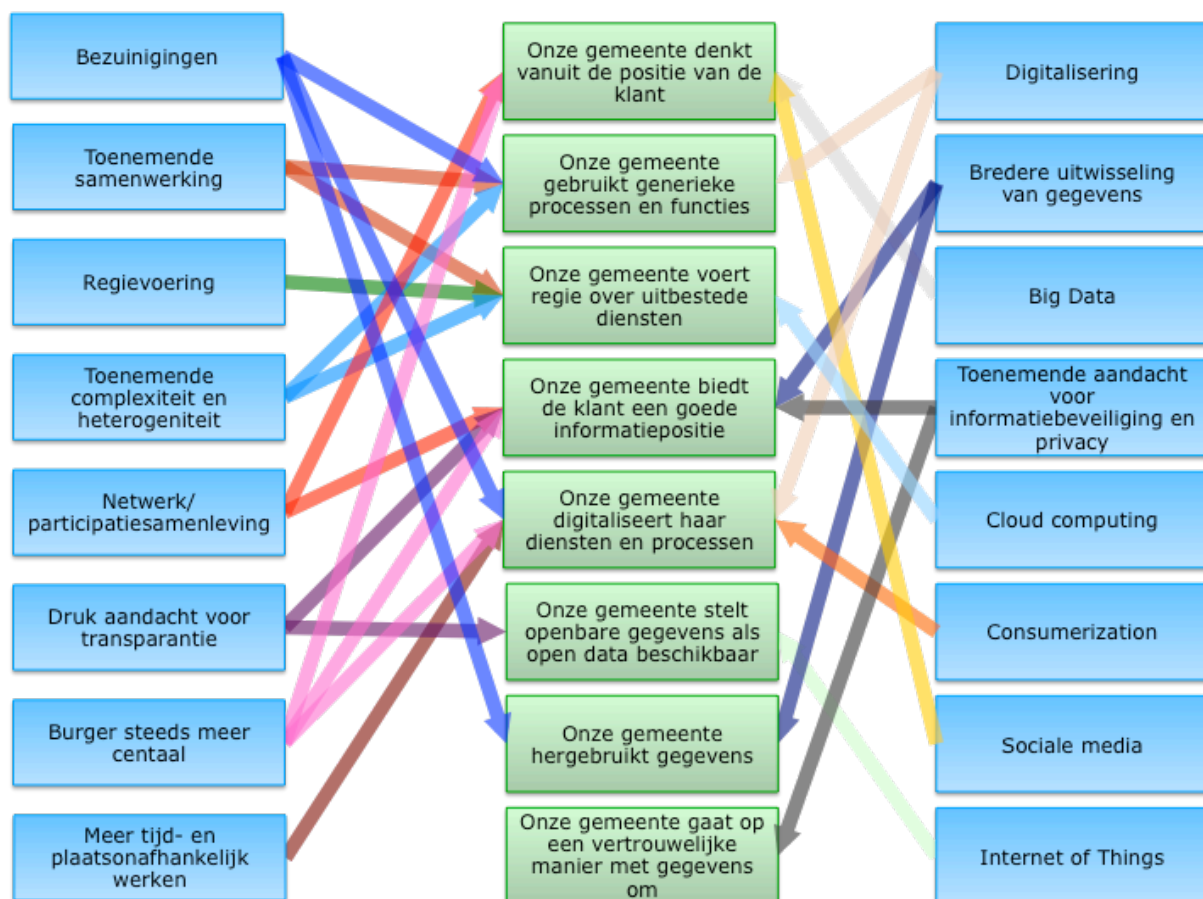 Bezuinigingen
Toenemende
samenwerking
Regievoering
Toenemende
complexiteit en
heterogeniteit
Netwerk/
participatiesamenleving
Druk aandacht voor
transparantie
Burger steeds meer
centaal
Meer tijd- en
plaatsonafhankelijk
werken
Onze gemeente denkt
vanuit de positie van de
klant
Onze gemeente
gebruikt generieke
processen en functies
Onze gemeente voert
regie over uitbestede
diensten
Onze gemeente biedt
de klant een goede
informatiepositie
Onze gemeente
digitaliseert haar
diensten en processen
Onze gemeente stelt
openbare gegevens als
open data beschikbaar
Onze gemeente
hergebruikt gegevens
Onze gemeente gaat op
een vertrouwelijke
manier met gegevens
om
Digitalisering
Bredere uitwisseling
van gegevens
Big Data
Toenemende aandacht
voor
informatiebeveiliging en
privacy
Cloud computing
Consumerization
Sociale media
Internet of Things